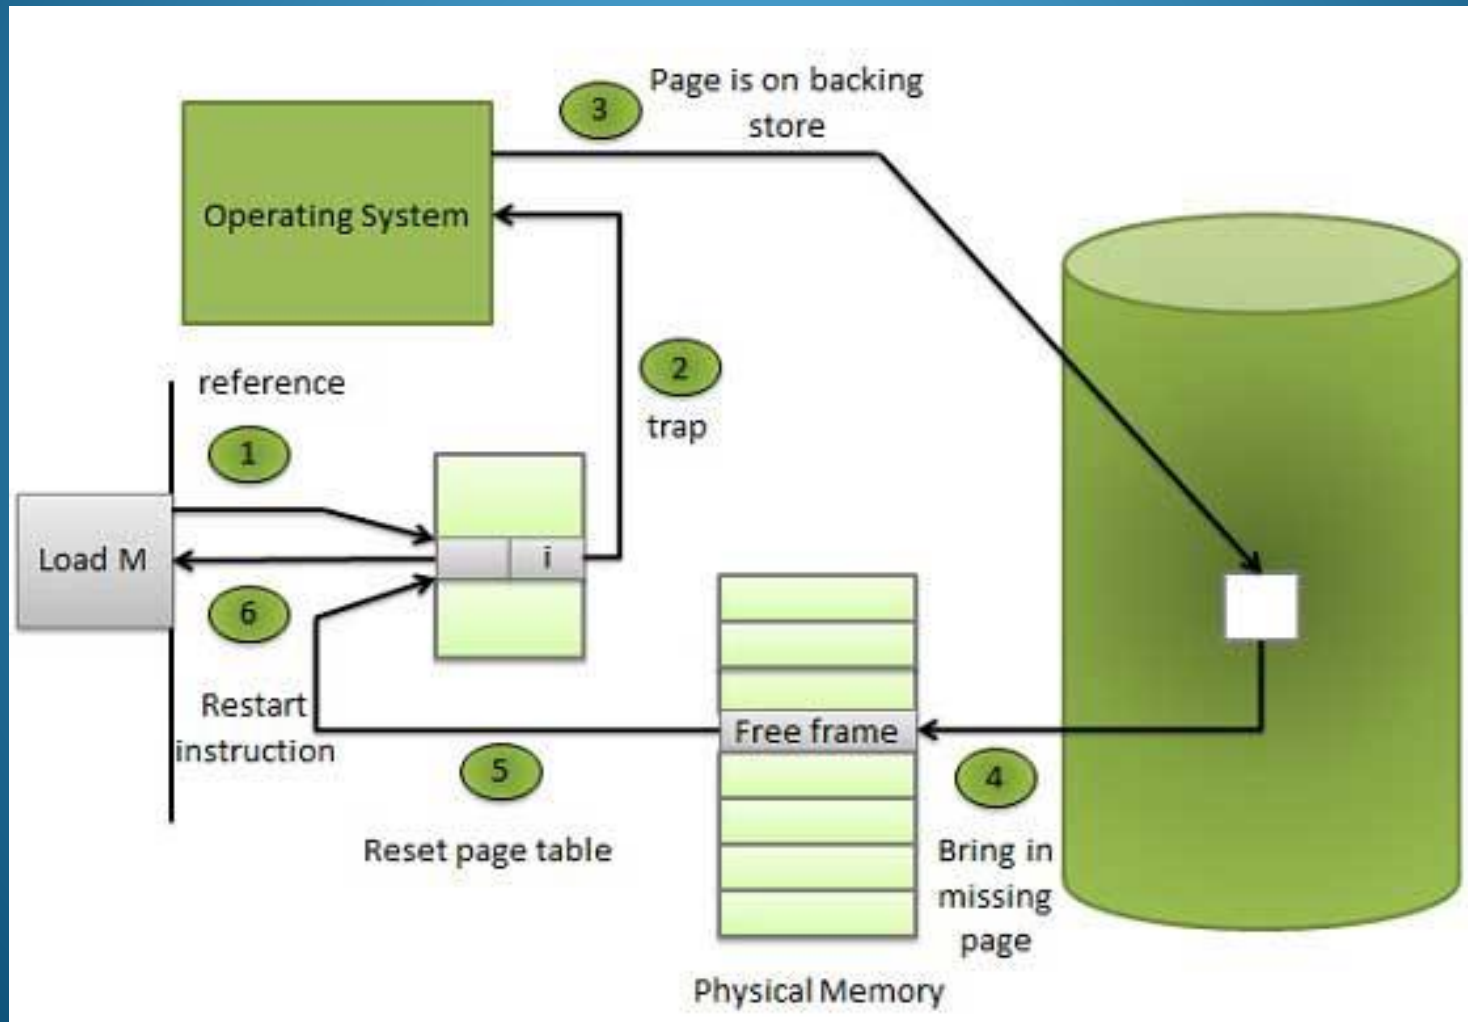 Page is on backing
store
3
Operating System
2
trap
reference
1
Load M
i
6
Restart
instruction
Free frame
5
4
Reset page table
Bring in
missing
page
Physical Memory